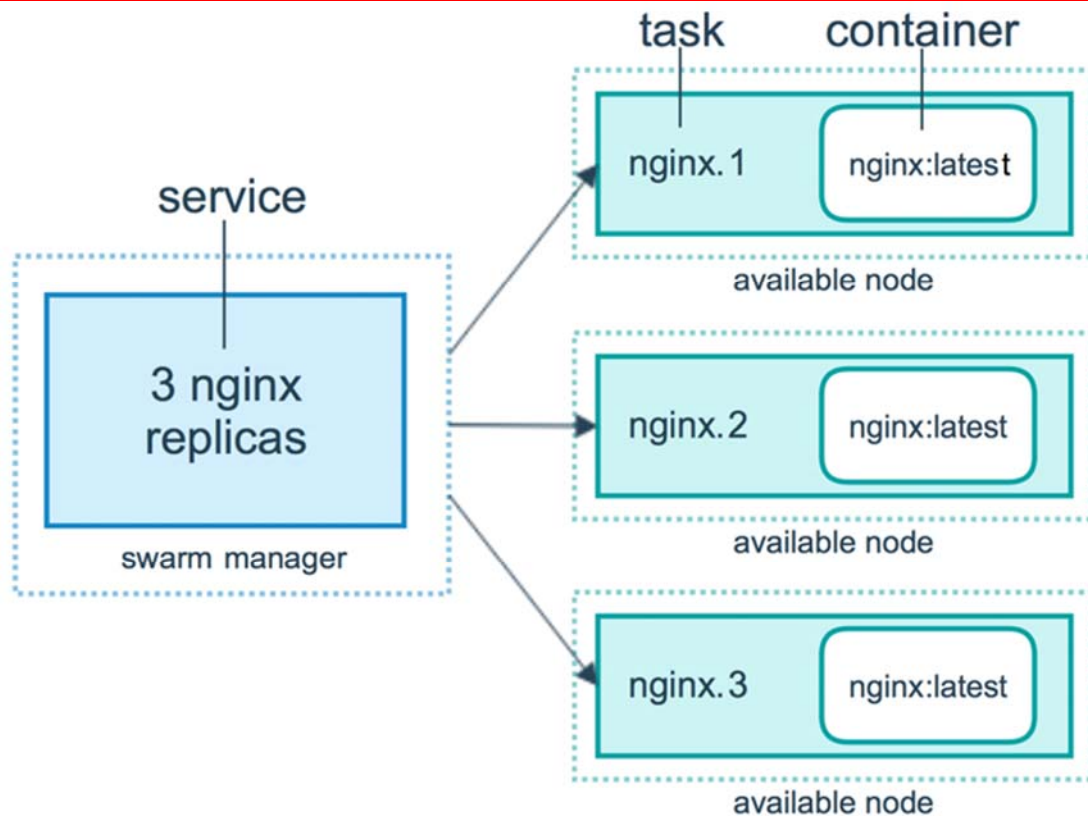 task
container
nginx.1
nginx:latest
available node
service
3 nginx
replicas
swarm manager
nginx.2
nginx:latest
available node
nginx.3
nginx:latest
available node